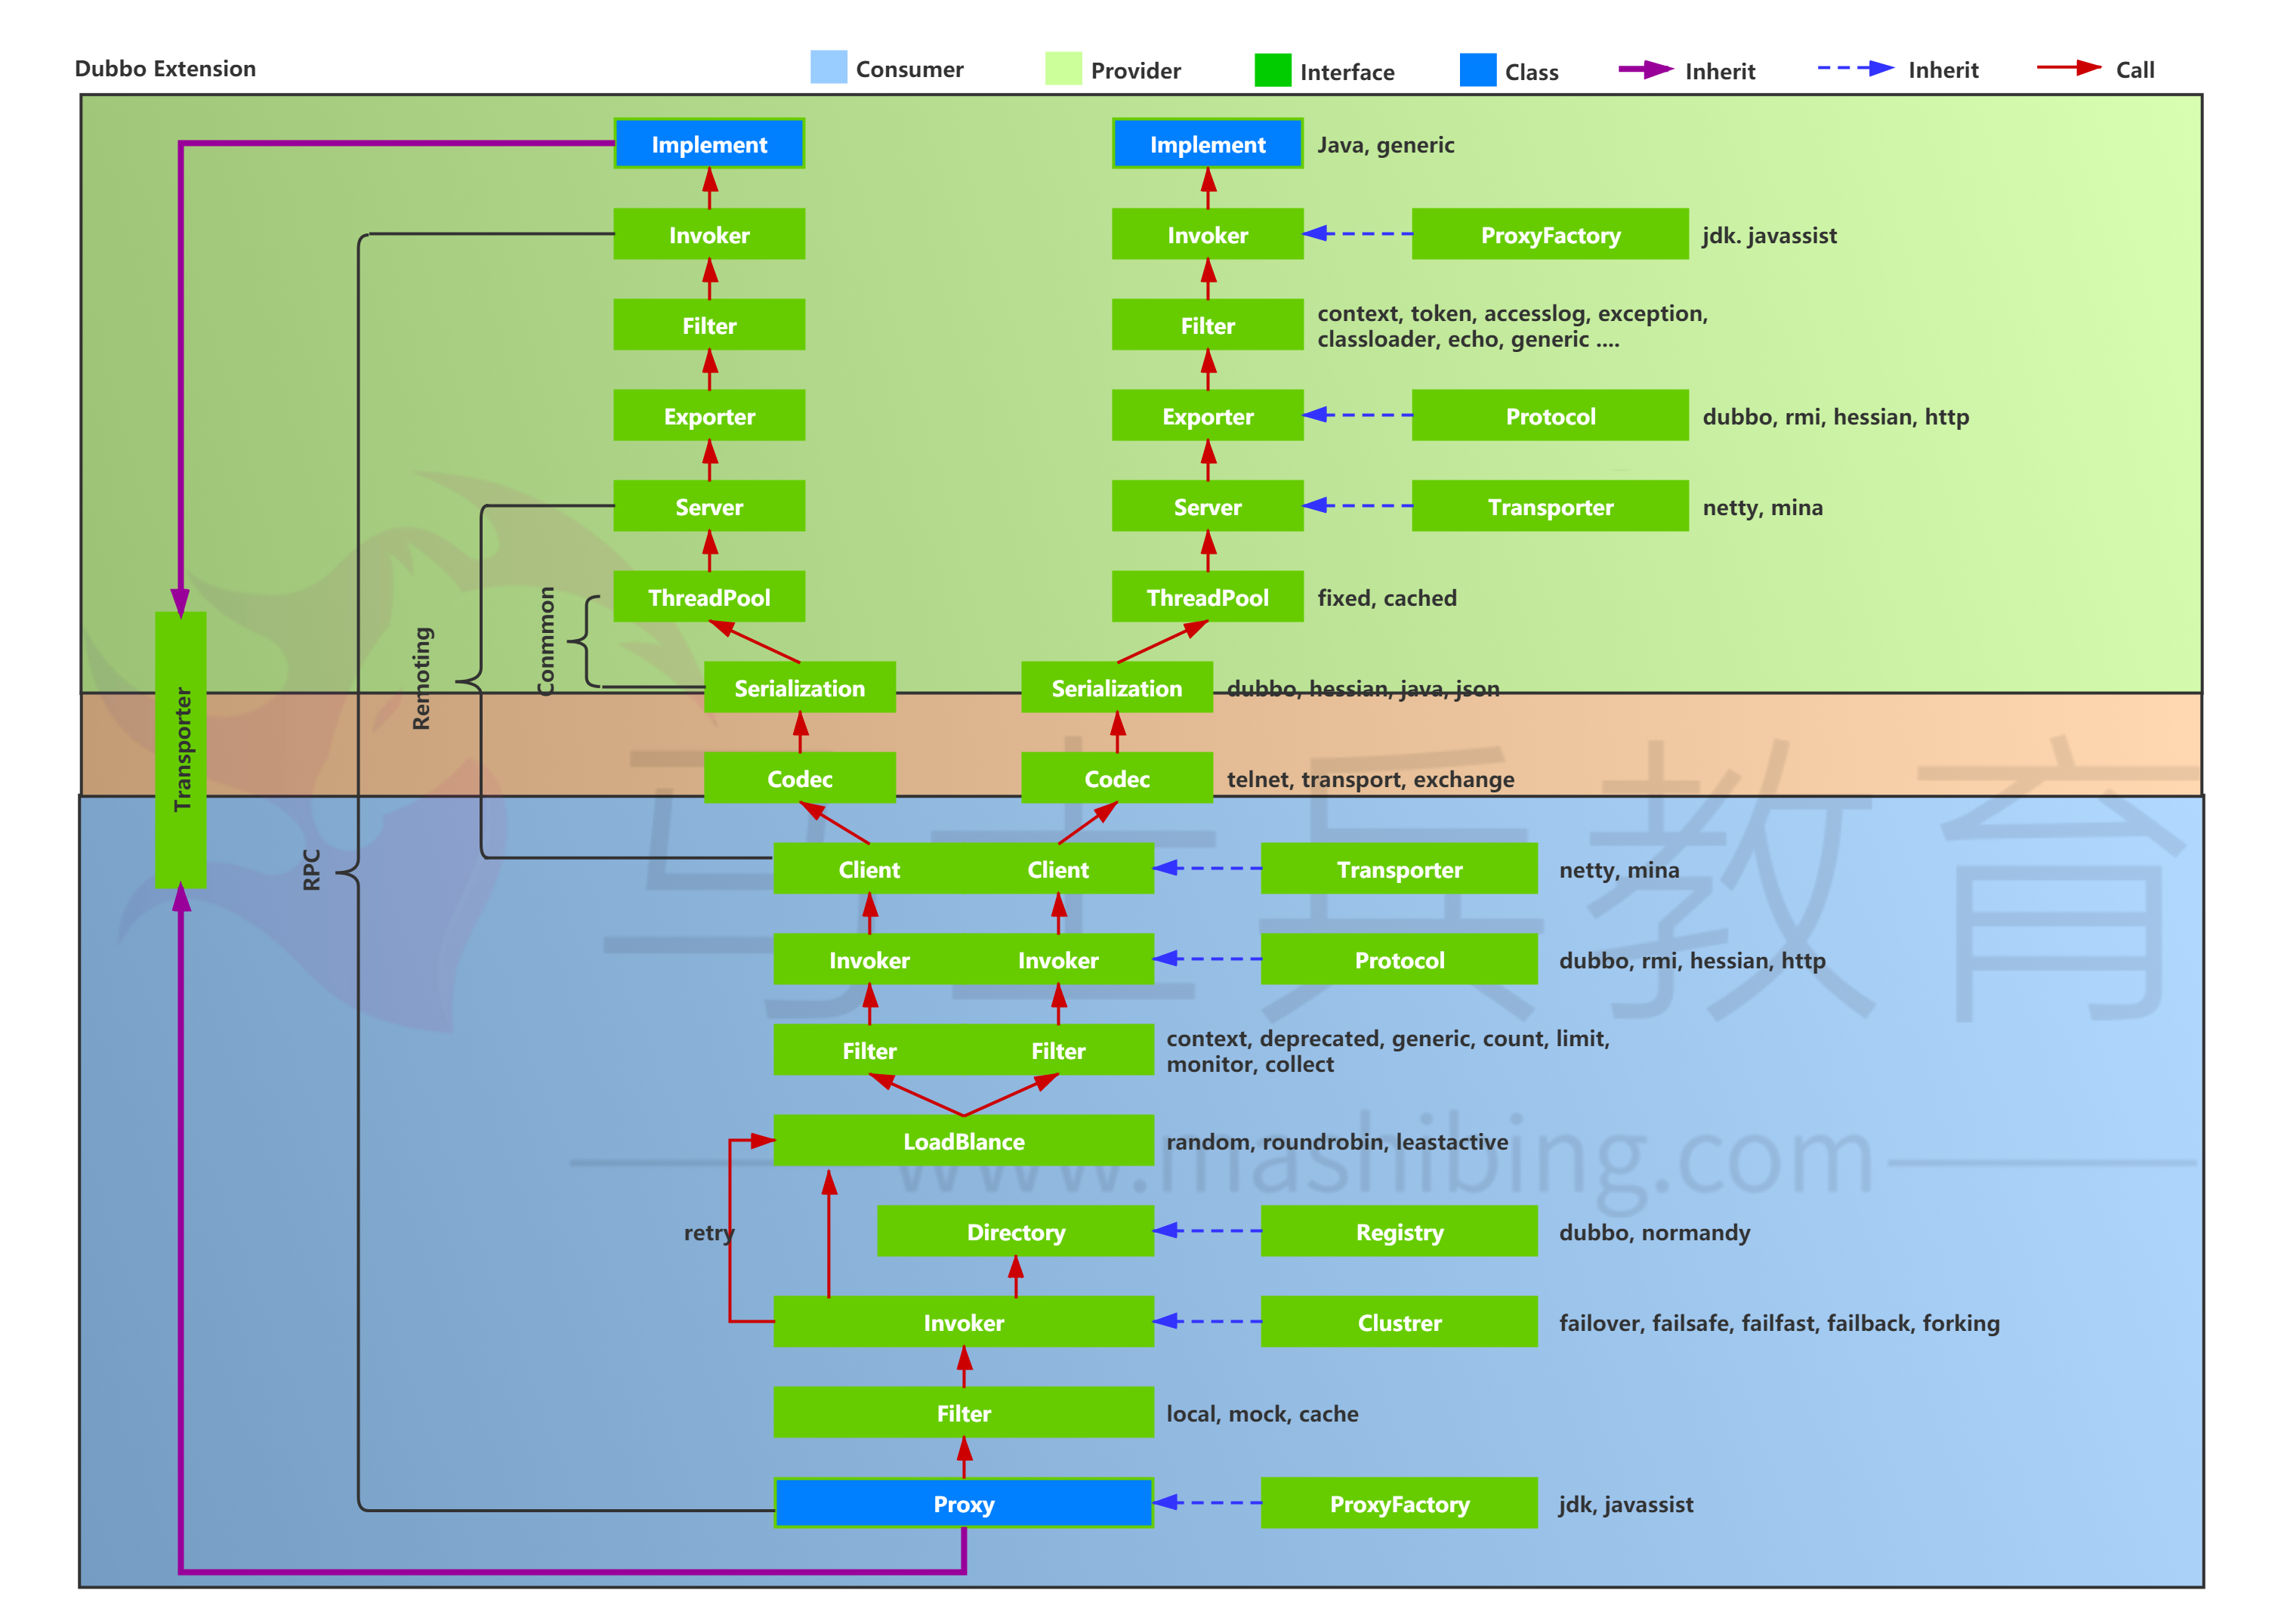 Dubbo Extension
Consumer
Provider
Interface
Class
Inherit
Inherit
Call
Implement
Implement
Java, generic
Invoker
Invoker
ProxyFactory
jdk. javassist
Filter
Filter
context, token, accesslog, exception,
classloader, echo, generic ....
Exporter
Exporter
Protocol
dubbo, rmi, hessian, http
Server
Server
Transporter
netty, mina
ThreadPool
ThreadPool
fixed, cached
Conmmon
Remoting
Transporter
RPC
Serialization
Serialization
dubbo, hessian, java, json
Codec
Codec
telnet, transport, exchange
马士兵教育
Client
Client
Transporter
netty, mina
Invoker
Invoker
Protocol
dubbo, rmi, hessian, http
Filter
Filter
context, deprecated, generic, count, limit,
monitor, collect
LoadBlance
random, roundrobin, leastactive
www.mashibing.com
retry
Directory
Registry
dubbo, normandy
Invoker
Clustrer
failover, failsafe, failfast, failback, forking
Filter
local, mock, cache
Proxy
ProxyFactory
jdk, javassist